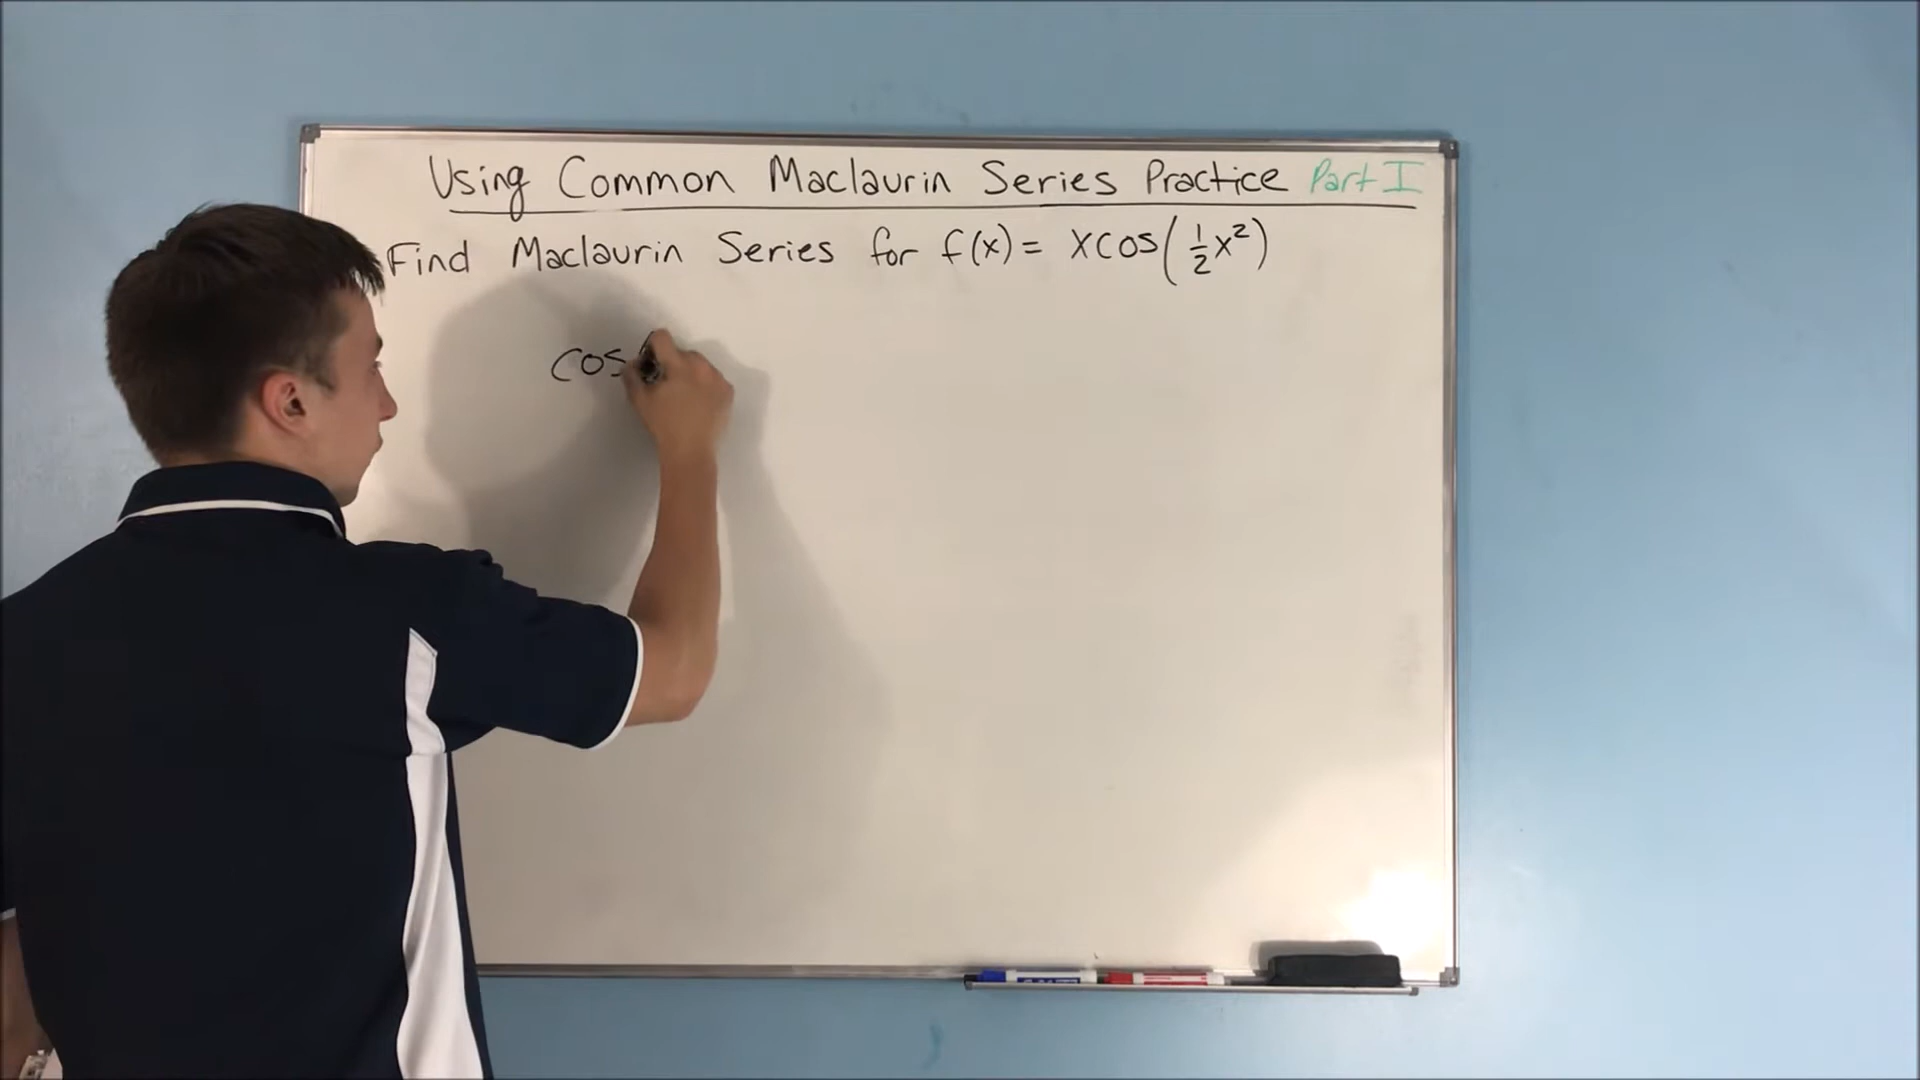 Using Common Maclaurin Series Practice Part I
Find Maclaurin Series for f(x) = xcos(½x²)
cos(